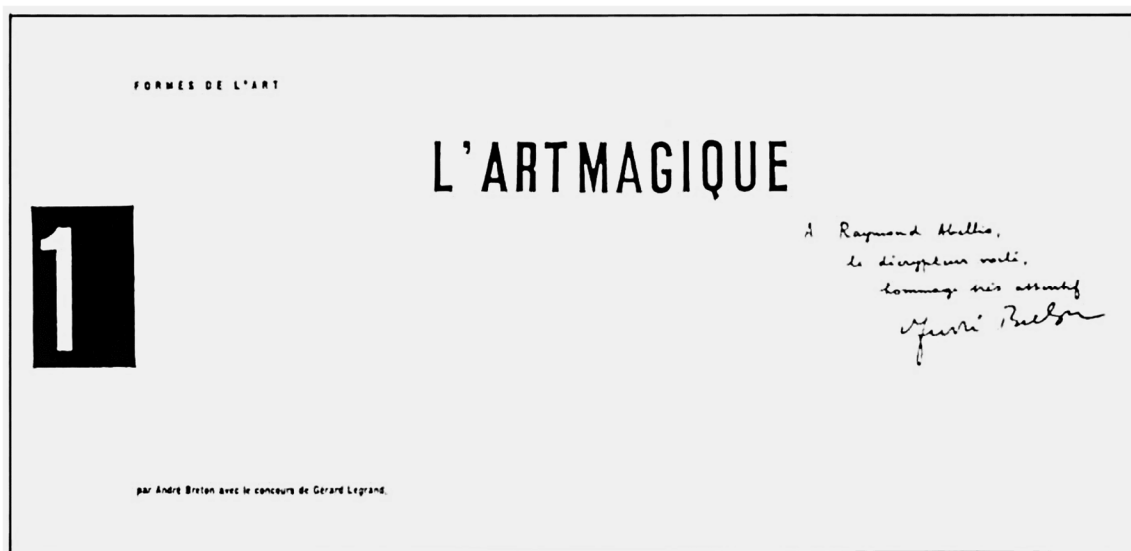 FORMES DE L'ART
L'ARTMAGIQUE
1
À Raymond Abellio,
le décrypteur voilé,
hommage très attentif
André Breton
par André Breton avec le concours de Gérard Legrand.